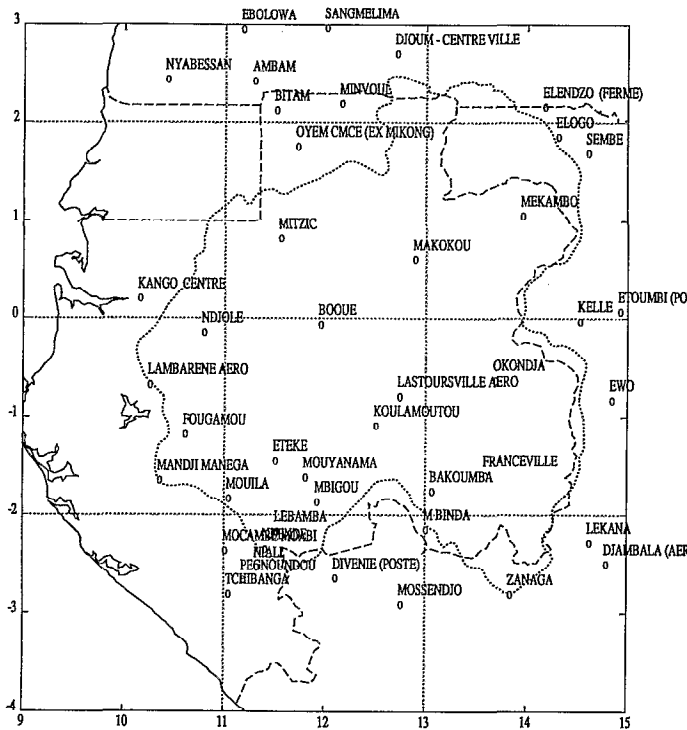 EBOLOWA SANGMELIMA
3
DJOUM - CENTRE VILLE
NYABESSAN AMBAM
BITAM MINVOUL ELENDZO (FERME)
2
OYEM CMCE (EX MIKONG) ELOGO
SEMBE
MEKAMBO
1
MITZIC
MAKOKOU
KANGO CENTRE
KELLE ETOUMBI (PO
0
NDJOLE BOOUE
LAMBARENE AERO OKONDJA
LASTOURSVILLE AERO EWO
-1
FOUGAMOU KOULAMOUTOU
ETEKE
MOUYANAMA FRANCEVILLE
MANDJI MANEGA
MOUILA MBIGOU BAKOUMBA
-2
LEBAMBA M BINDA
LEKANA
DJAMBALA (AER
PEGNOUNDOU DIVENIE (POSTE)
TCHIBANGA MOSSENDJO ZANAGA
-3
-4
9 10 11 12 13 14 15